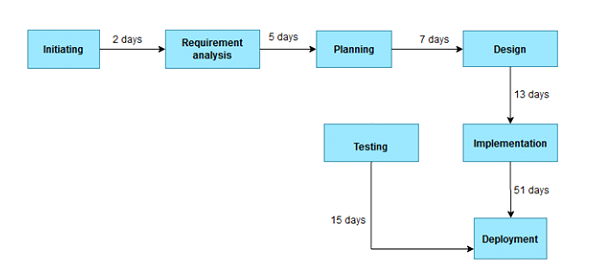 Initiating
2 days
Requirement
analysis
5 days
Planning
7 days
Design
13 days
Testing
Implementation
15 days
51 days
Deployment